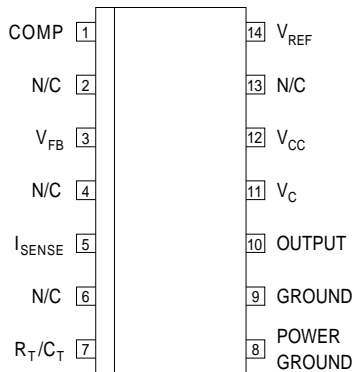 COMP 1 14 V_REF
N/C 2 13 N/C
V_FB 3 12 V_CC
N/C 4 11 V_C
I_SENSE 5 10 OUTPUT
N/C 6 9 GROUND
R_T/C_T 7 8 POWER
GROUND